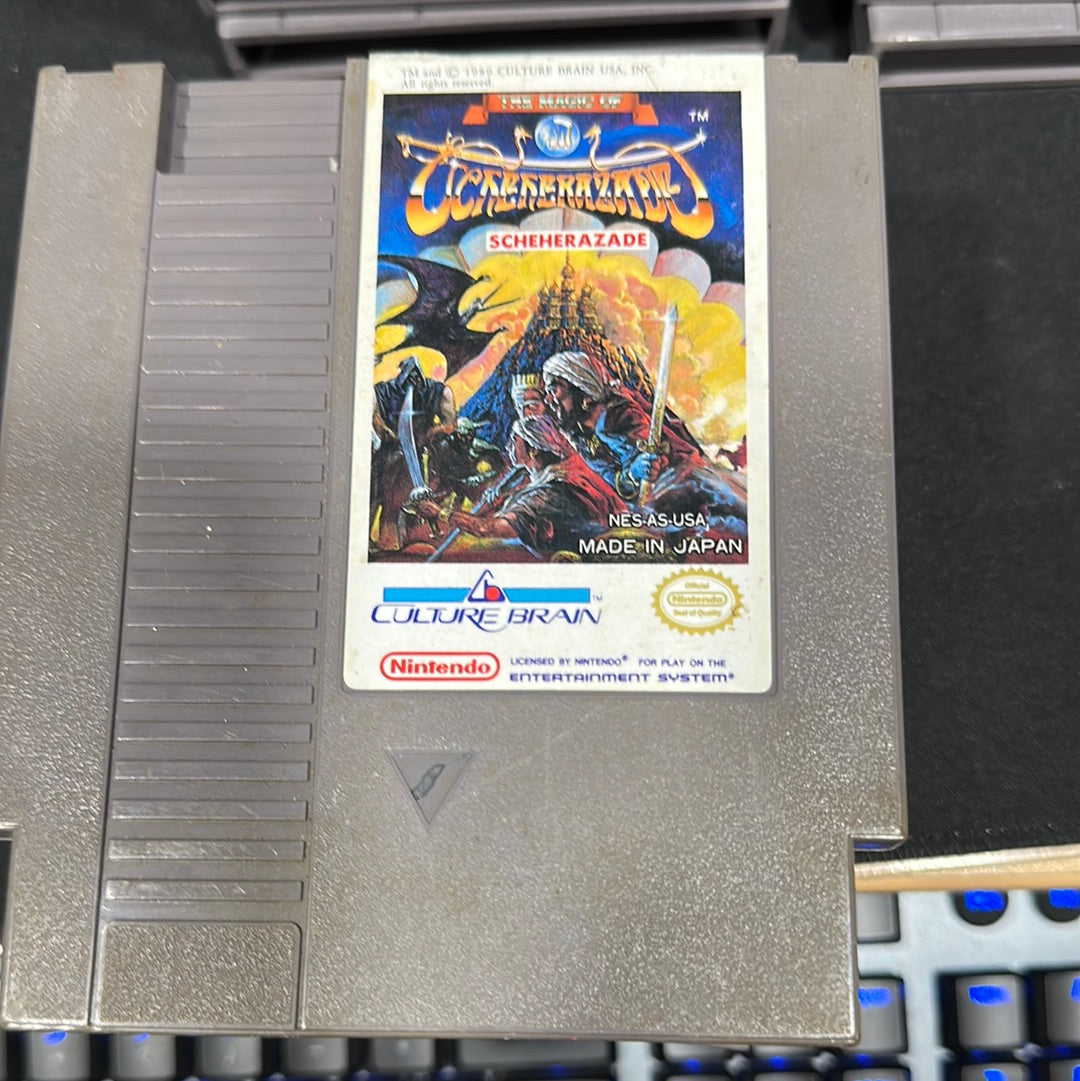 TM and © 1989 CULTURE BRAIN USA, INC.
All rights reserved.
THE MAGIC OF
TM
SCHEHERAZADE
SCHEHERAZADE
NES-AS-USA
MADE IN JAPAN
CULTURE BRAIN
TM
Official
Nintendo
Seal of Quality
Nintendo
LICENSED BY NINTENDO® FOR PLAY ON THE
ENTERTAINMENT SYSTEM®